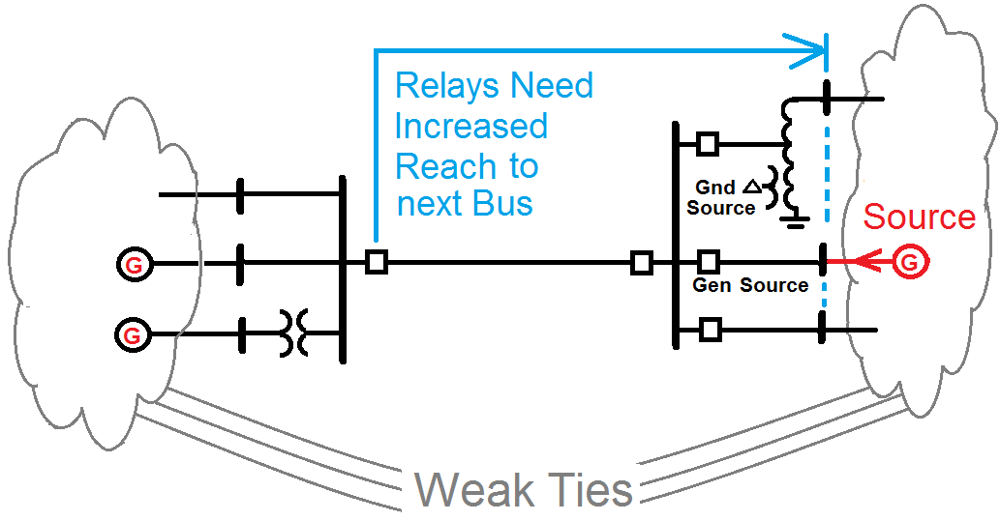 Relays Need
Increased
Reach to
next Bus
Gnd
Source
Source
G
G
G
Gen Source
Weak Ties